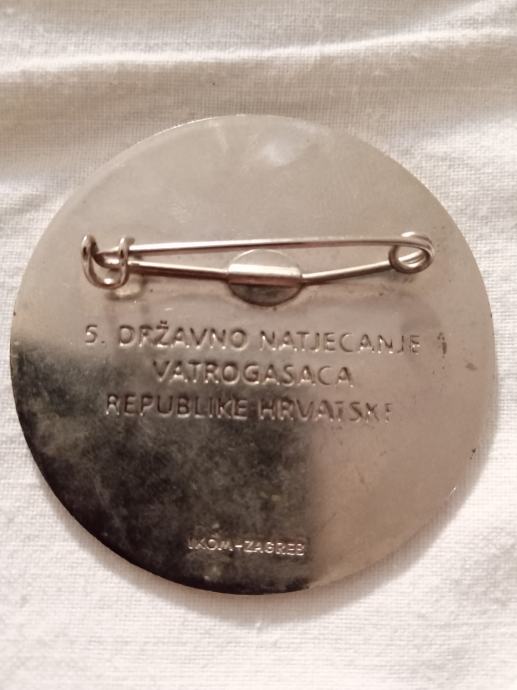 5. DRŽAVNO NATJECANJE
VATROGASACA
REPUBLIKE HRVATSKE
IKOM-ZAGREB